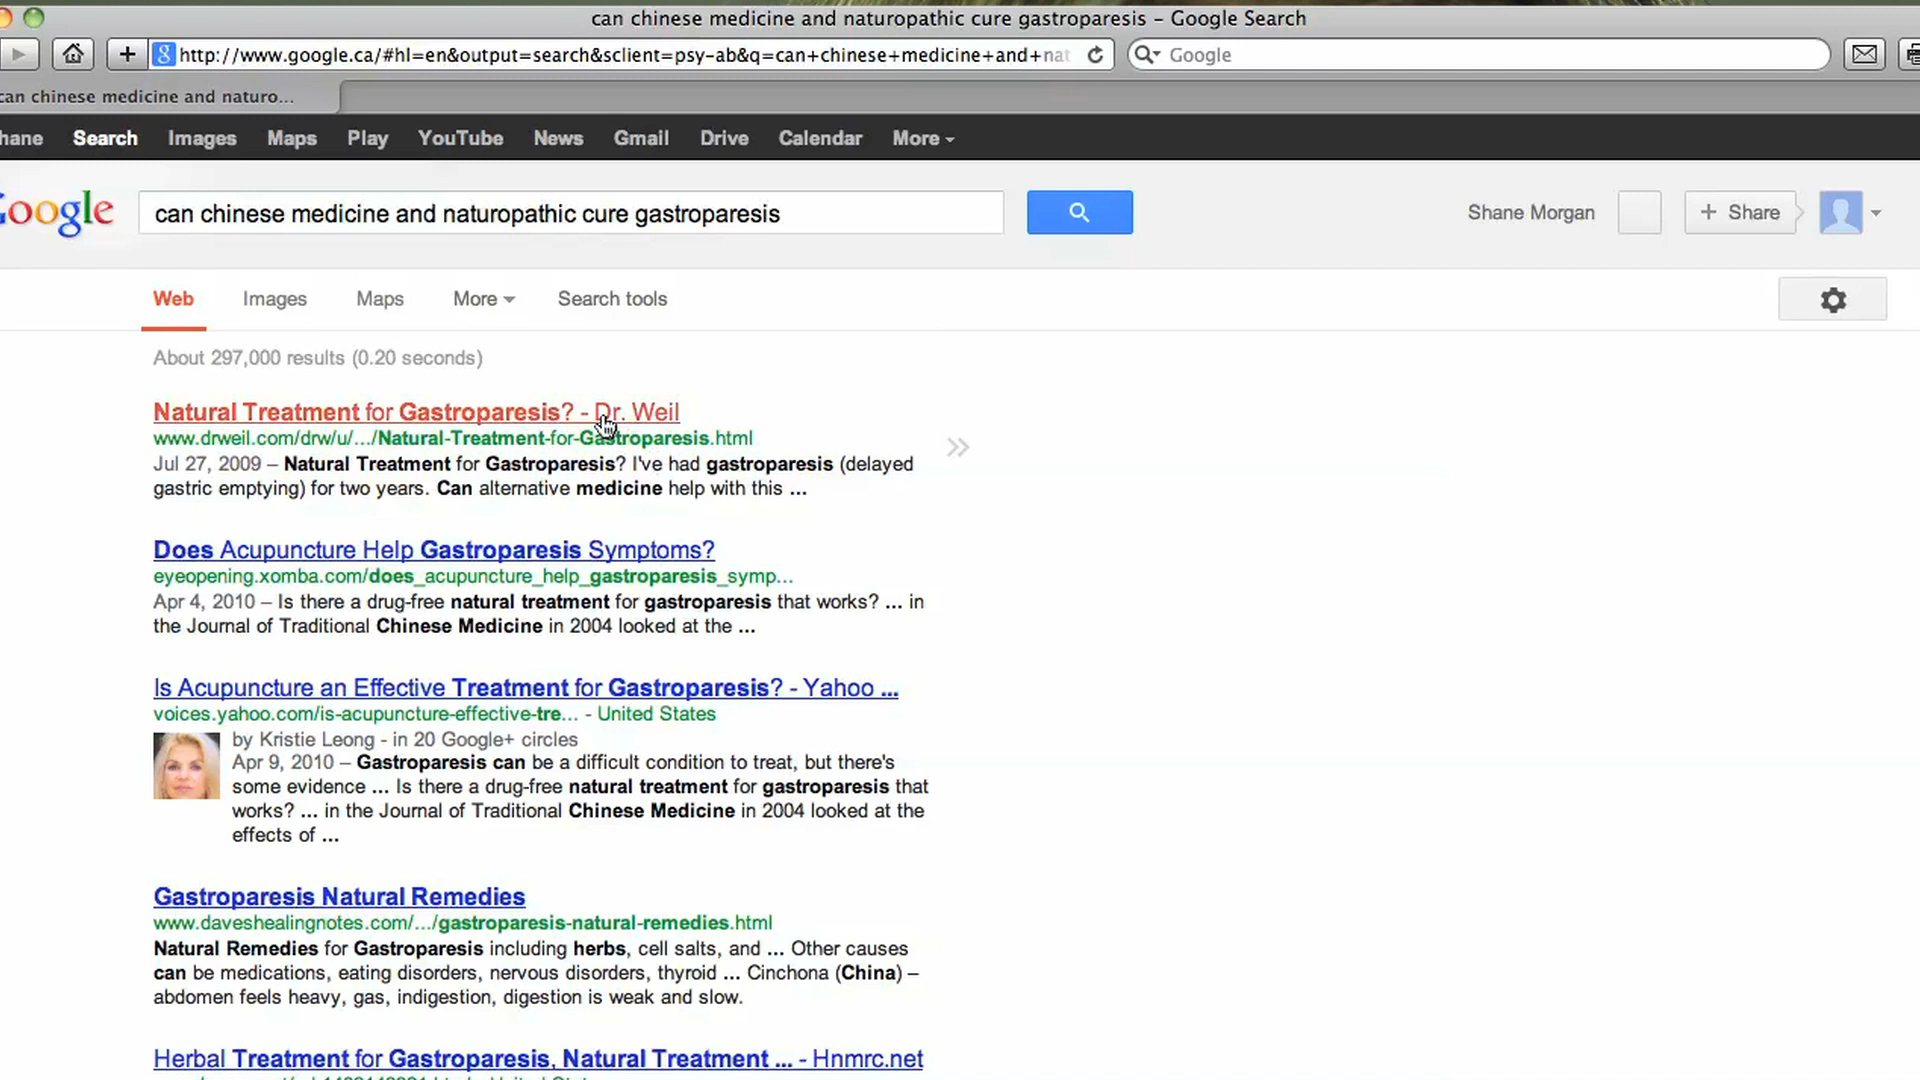 can chinese medicine and naturopathic cure gastroparesis – Google Search
http://www.google.ca/#hl=en&output=search&sclient=psy-ab&q=can+chinese+medicine+and+nat
Google
can chinese medicine and naturo...
hane Search Images Maps Play YouTube News Gmail Drive Calendar More
Google can chinese medicine and naturopathic cure gastroparesis Shane Morgan + Share
Web Images Maps More Search tools
About 297,000 results (0.20 seconds)
Natural Treatment for Gastroparesis? - Dr. Weil
www.drweil.com/drw/u/.../Natural-Treatment-for-Gastroparesis.html
Jul 27, 2009 – Natural Treatment for Gastroparesis? I've had gastroparesis (delayed
gastric emptying) for two years. Can alternative medicine help with this ...
Does Acupuncture Help Gastroparesis Symptoms?
eyeopening.xomba.com/does_acupuncture_help_gastroparesis_symp...
Apr 4, 2010 – Is there a drug-free natural treatment for gastroparesis that works? ... in
the Journal of Traditional Chinese Medicine in 2004 looked at the ...
Is Acupuncture an Effective Treatment for Gastroparesis? - Yahoo ...
voices.yahoo.com/is-acupuncture-effective-tre... - United States
by Kristie Leong - in 20 Google+ circles
Apr 9, 2010 – Gastroparesis can be a difficult condition to treat, but there's
some evidence ... Is there a drug-free natural treatment for gastroparesis that
works? ... in the Journal of Traditional Chinese Medicine in 2004 looked at the
effects of ...
Gastroparesis Natural Remedies
www.daveshealingnotes.com/.../gastroparesis-natural-remedies.html
Natural Remedies for Gastroparesis including herbs, cell salts, and ... Other causes
can be medications, eating disorders, nervous disorders, thyroid ... Cinchona (China) –
abdomen feels heavy, gas, indigestion, digestion is weak and slow.
Herbal Treatment for Gastroparesis, Natural Treatment ... - Hnmrc.net